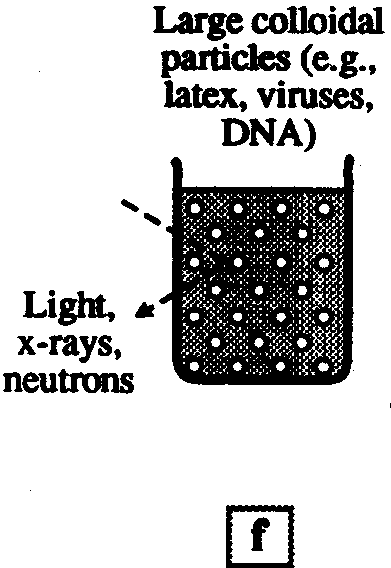 Large colloidal
particles (e.g.,
latex, viruses,
DNA)
Light,
x-rays,
neutrons
f